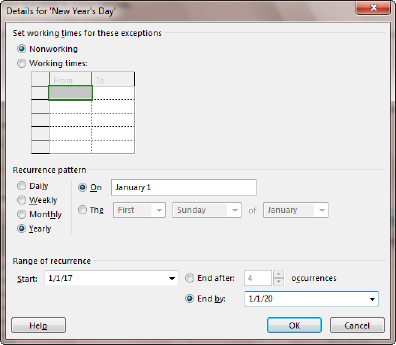 Details for 'New Year's Day'
Set working times for these exceptions
Nonworking
Working times:
From To
Recurrence pattern
Daily
Weekly
Monthly
Yearly
On January 1
The First Sunday of January
Range of recurrence
Start: 1/1/17 End after: 4 occurrences
End by: 1/1/20
Help OK Cancel